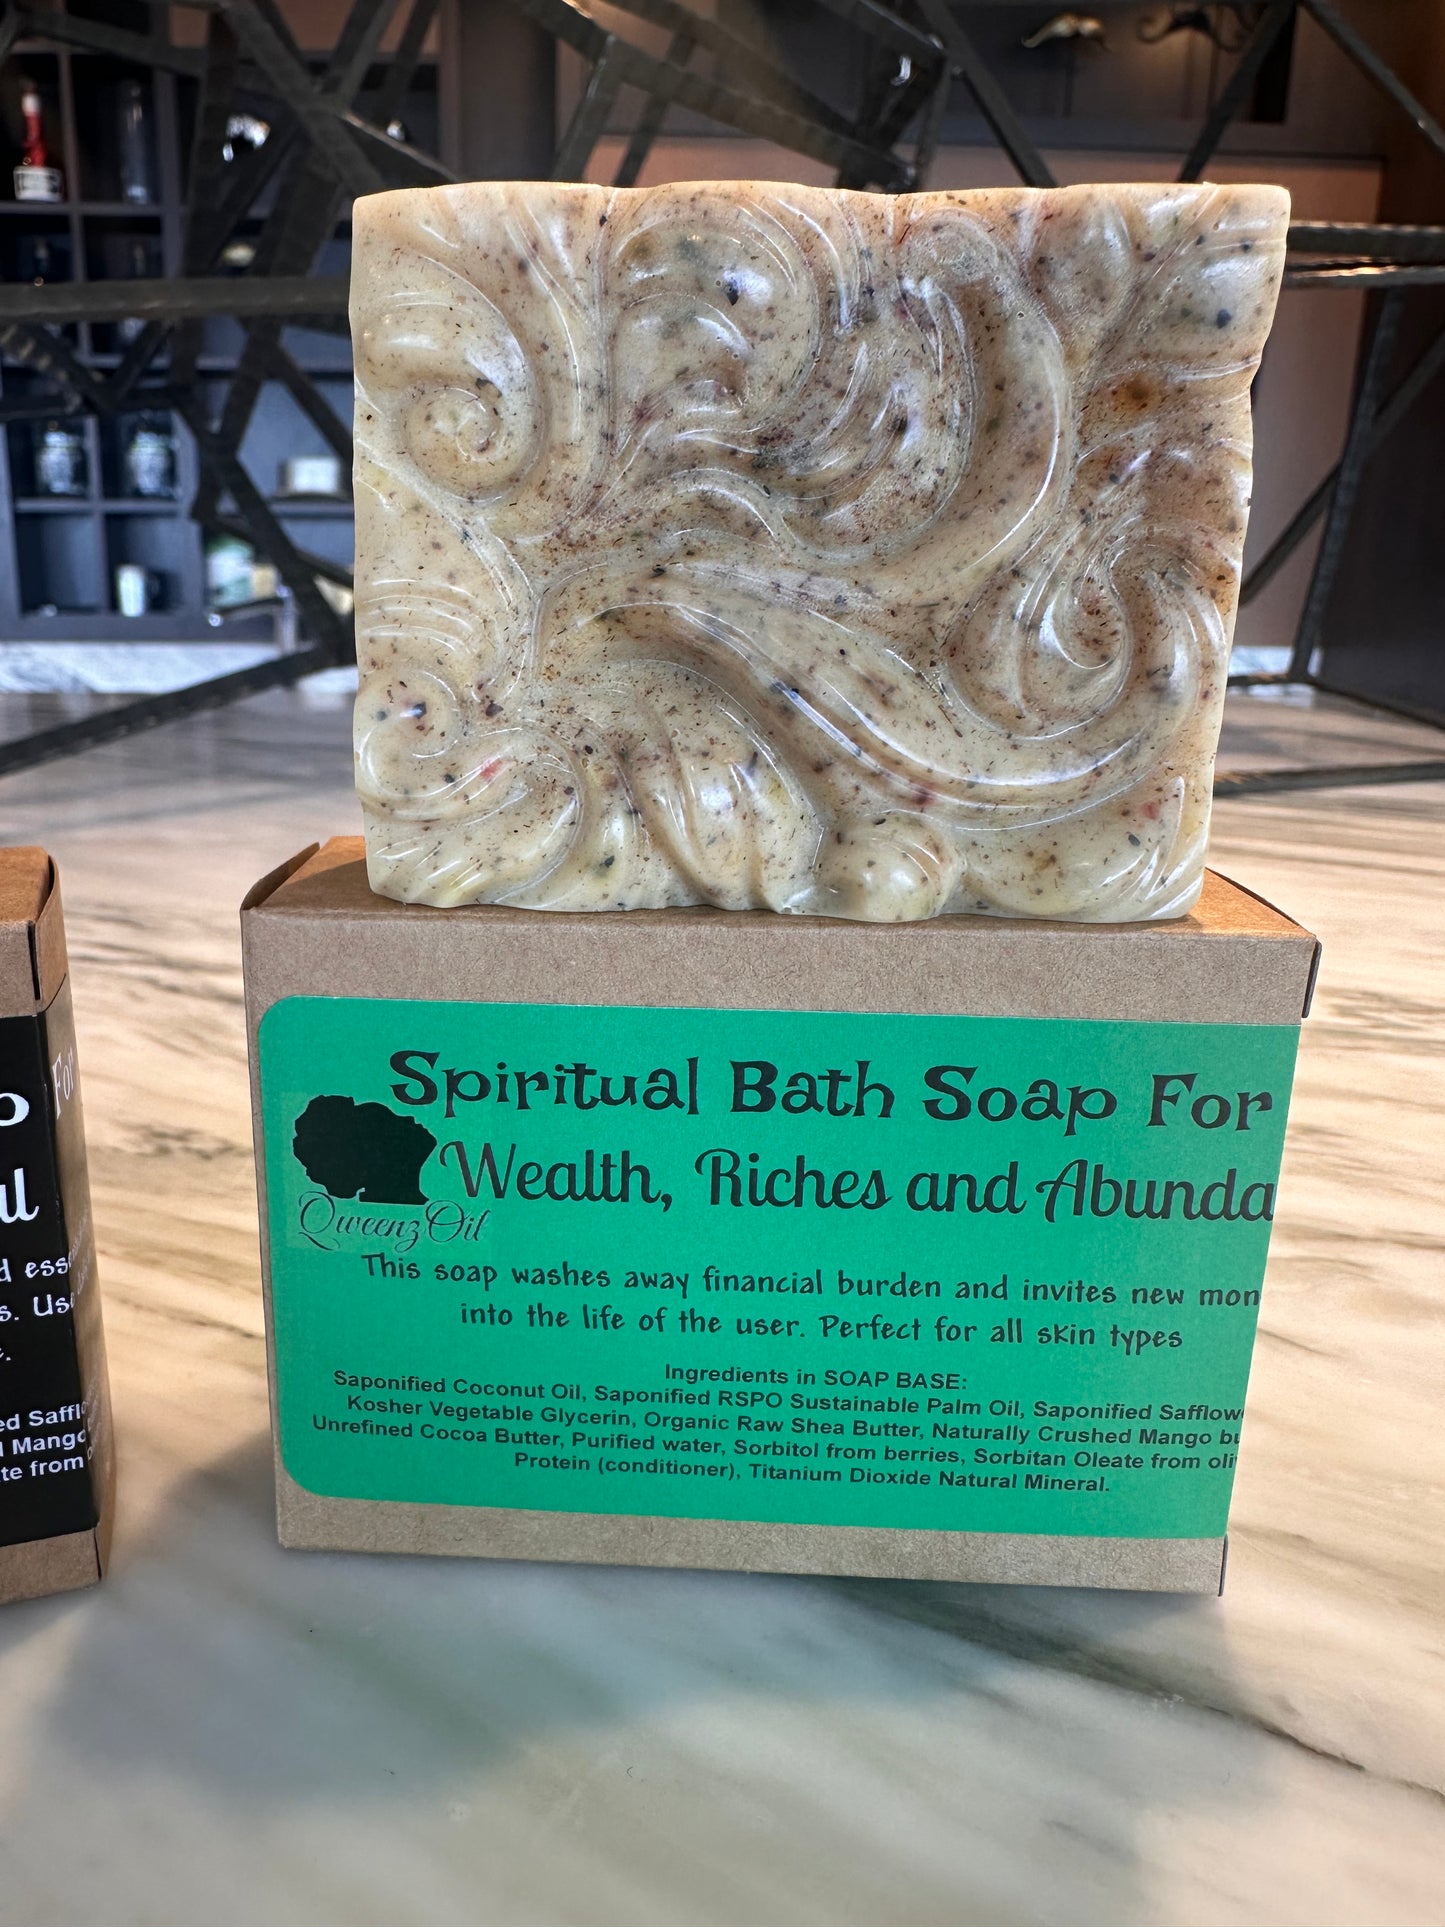 Spiritual Bath Soap For
Wealth, Riches and Abunda
Qweenz Oil
This soap washes away financial burden and invites new mon
into the life of the user. Perfect for all skin types
Ingredients in SOAP BASE:
Saponified Coconut Oil, Saponified RSPO Sustainable Palm Oil, Saponified Safflow
Kosher Vegetable Glycerin, Organic Raw Shea Butter, Naturally Crushed Mango bu
Unrefined Cocoa Butter, Purified water, Sorbitol from berries, Sorbitan Oleate from oli
Protein (conditioner), Titanium Dioxide Natural Mineral.
For
d ess
s. Us
ed Saffl
Mango
te from